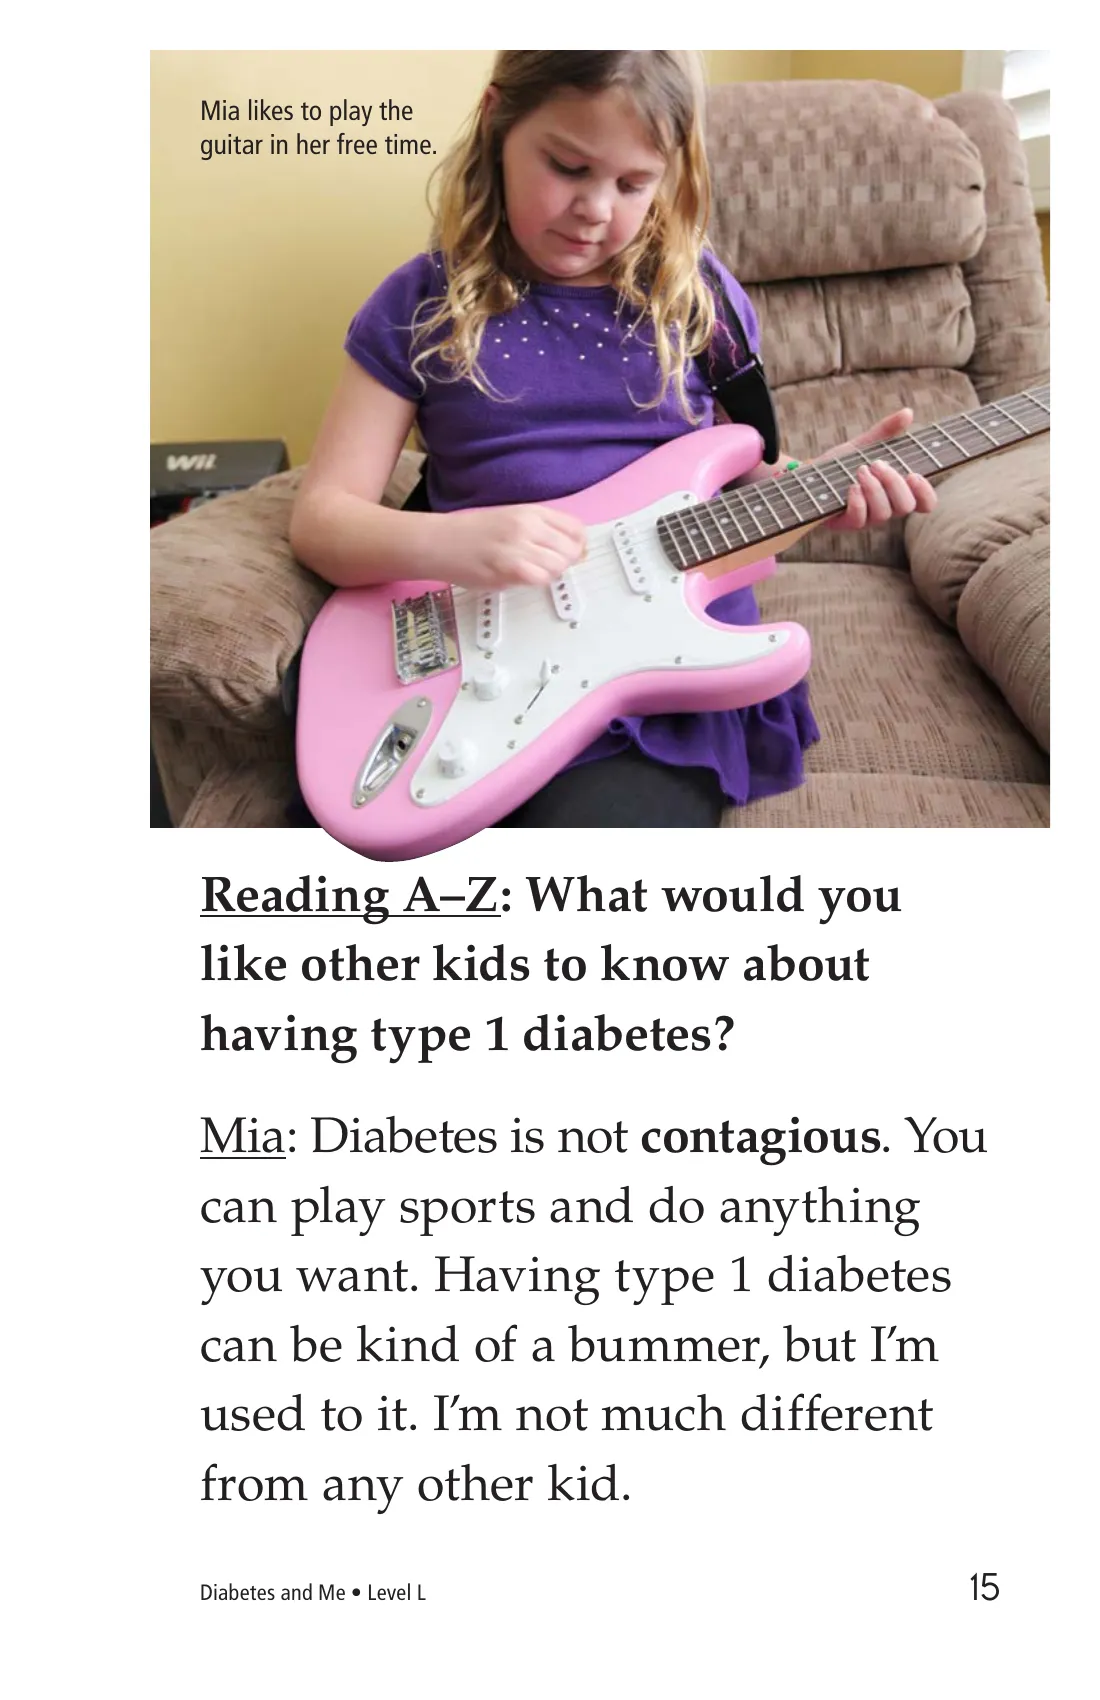 Mia likes to play the
guitar in her free time.
Wii
Reading A–Z: What would you
like other kids to know about
having type 1 diabetes?
Mia: Diabetes is not contagious. You
can play sports and do anything
you want. Having type 1 diabetes
can be kind of a bummer, but I’m
used to it. I’m not much different
from any other kid.
Diabetes and Me • Level L
15